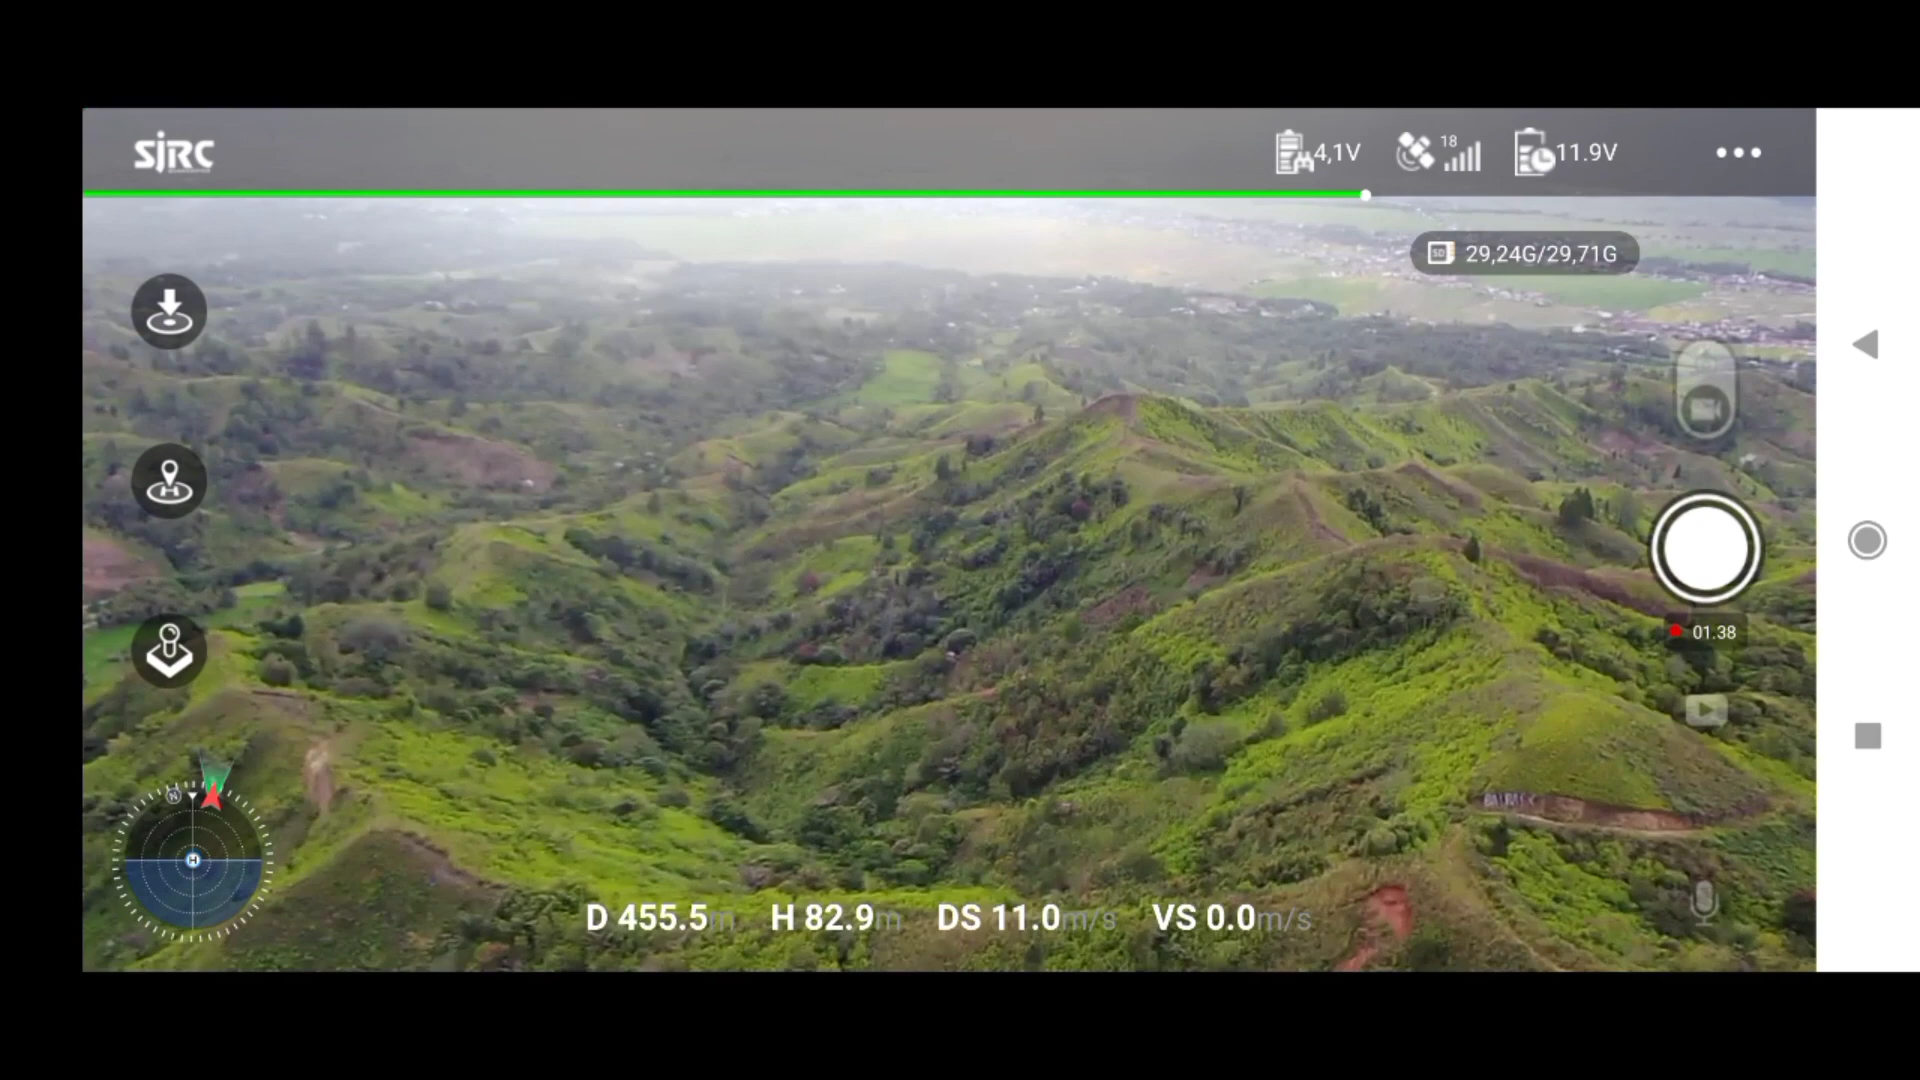 SJRC
4,1V
18
11.9V
29,24G/29,71G
SD
01.38
N
H
D 455.5m H 82.9m DS 11.0m/s VS 0.0m/s